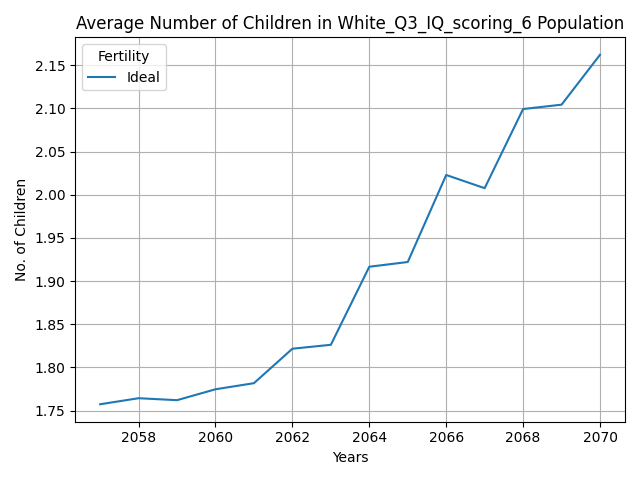 Average Number of Children in White_Q3_IQ_scoring_6 Population
Fertility
Ideal
2.15
2.10
2.05
2.00
1.95
1.90
1.85
1.80
1.75
No. of Children
2058 2060 2062 2064 2066 2068 2070
Years